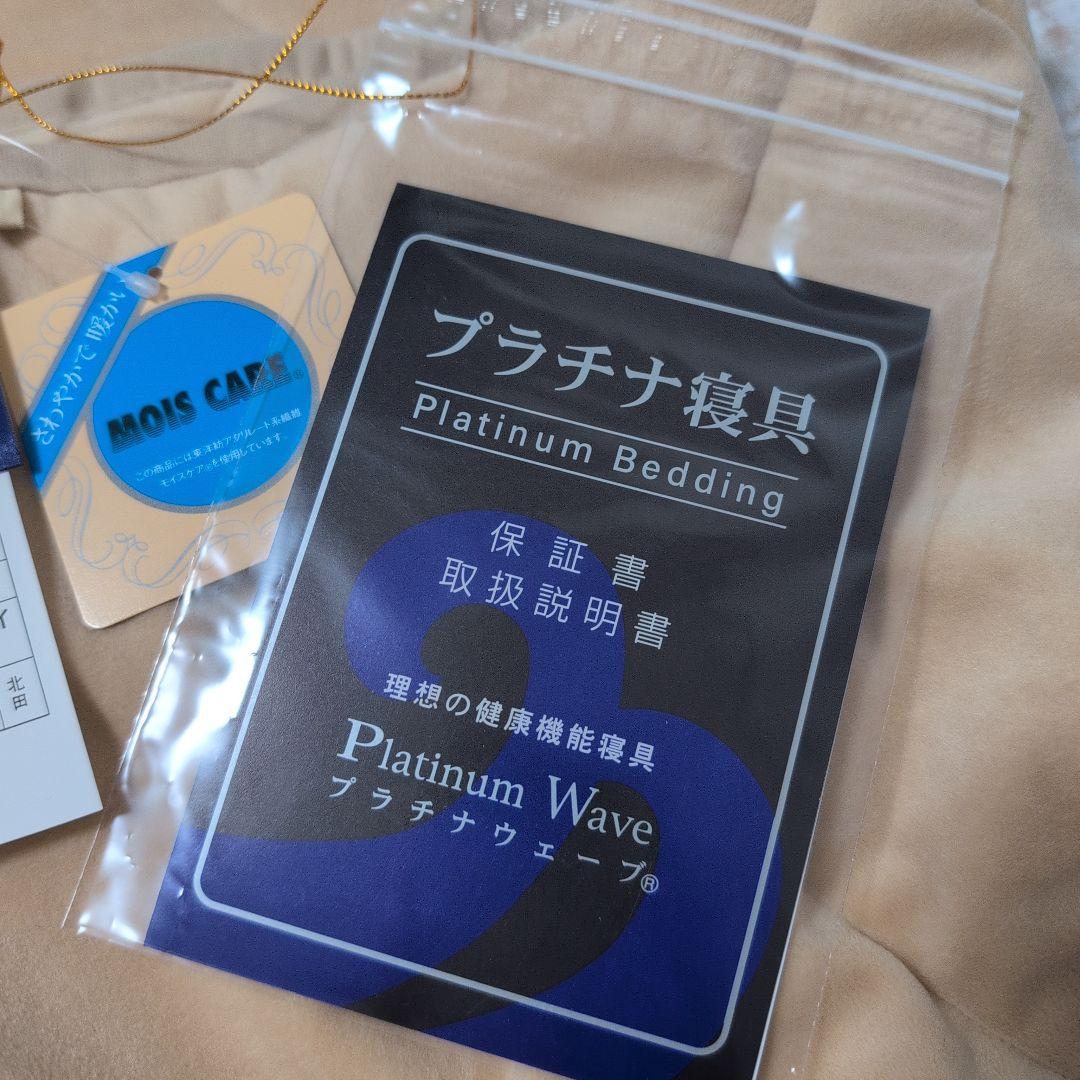 さわやかで 暖かい
MOIS CARE®
この商品には東洋紡アクリレート系繊維
モイスケア®を使用しています。
イ
北田
プラチナ寝具
Platinum Bedding
保証書
取扱説明書
理想の健康機能寝具
Platinum Wave
プラチナウェーブ®